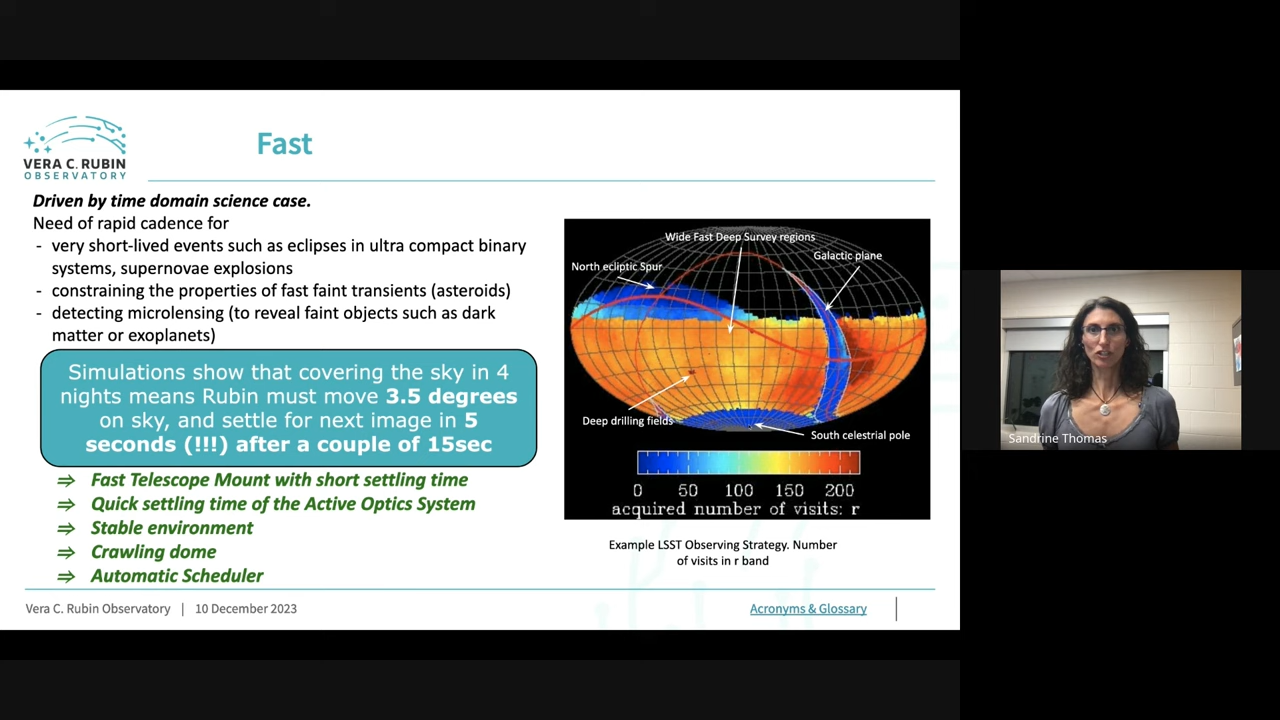 Fast
VERA C. RUBIN
OBSERVATORY
Driven by time domain science case.
Need of rapid cadence for
- very short-lived events such as eclipses in ultra compact binary
systems, supernovae explosions
- constraining the properties of fast faint transients (asteroids)
- detecting microlensing (to reveal faint objects such as dark
matter or exoplanets)
Simulations show that covering the sky in 4
nights means Rubin must move 3.5 degrees
on sky, and settle for next image in 5
seconds (!!!) after a couple of 15sec
⇒ Fast Telescope Mount with short settling time
⇒ Quick settling time of the Active Optics System
⇒ Stable environment
⇒ Crawling dome
⇒ Automatic Scheduler
Wide Fast Deep Survey regions
Galactic plane
North ecliptic Spur
Deep drilling fields
South celestial pole
0 50 100 150 200
acquired number of visits: r
Example LSST Observing Strategy. Number
of visits in r band
Vera C. Rubin Observatory | 10 December 2023
Acronyms & Glossary
Sandrine Thomas